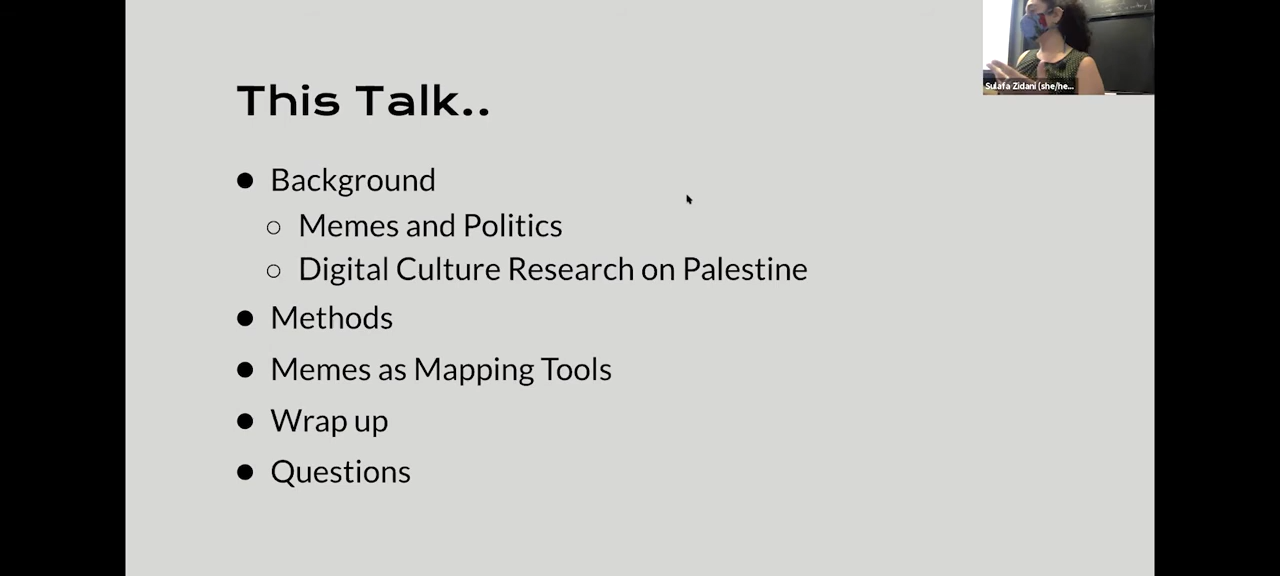 This Talk..
● Background
○ Memes and Politics
○ Digital Culture Research on Palestine
● Methods
● Memes as Mapping Tools
● Wrap up
● Questions
Sulafa Zidani (she/he...